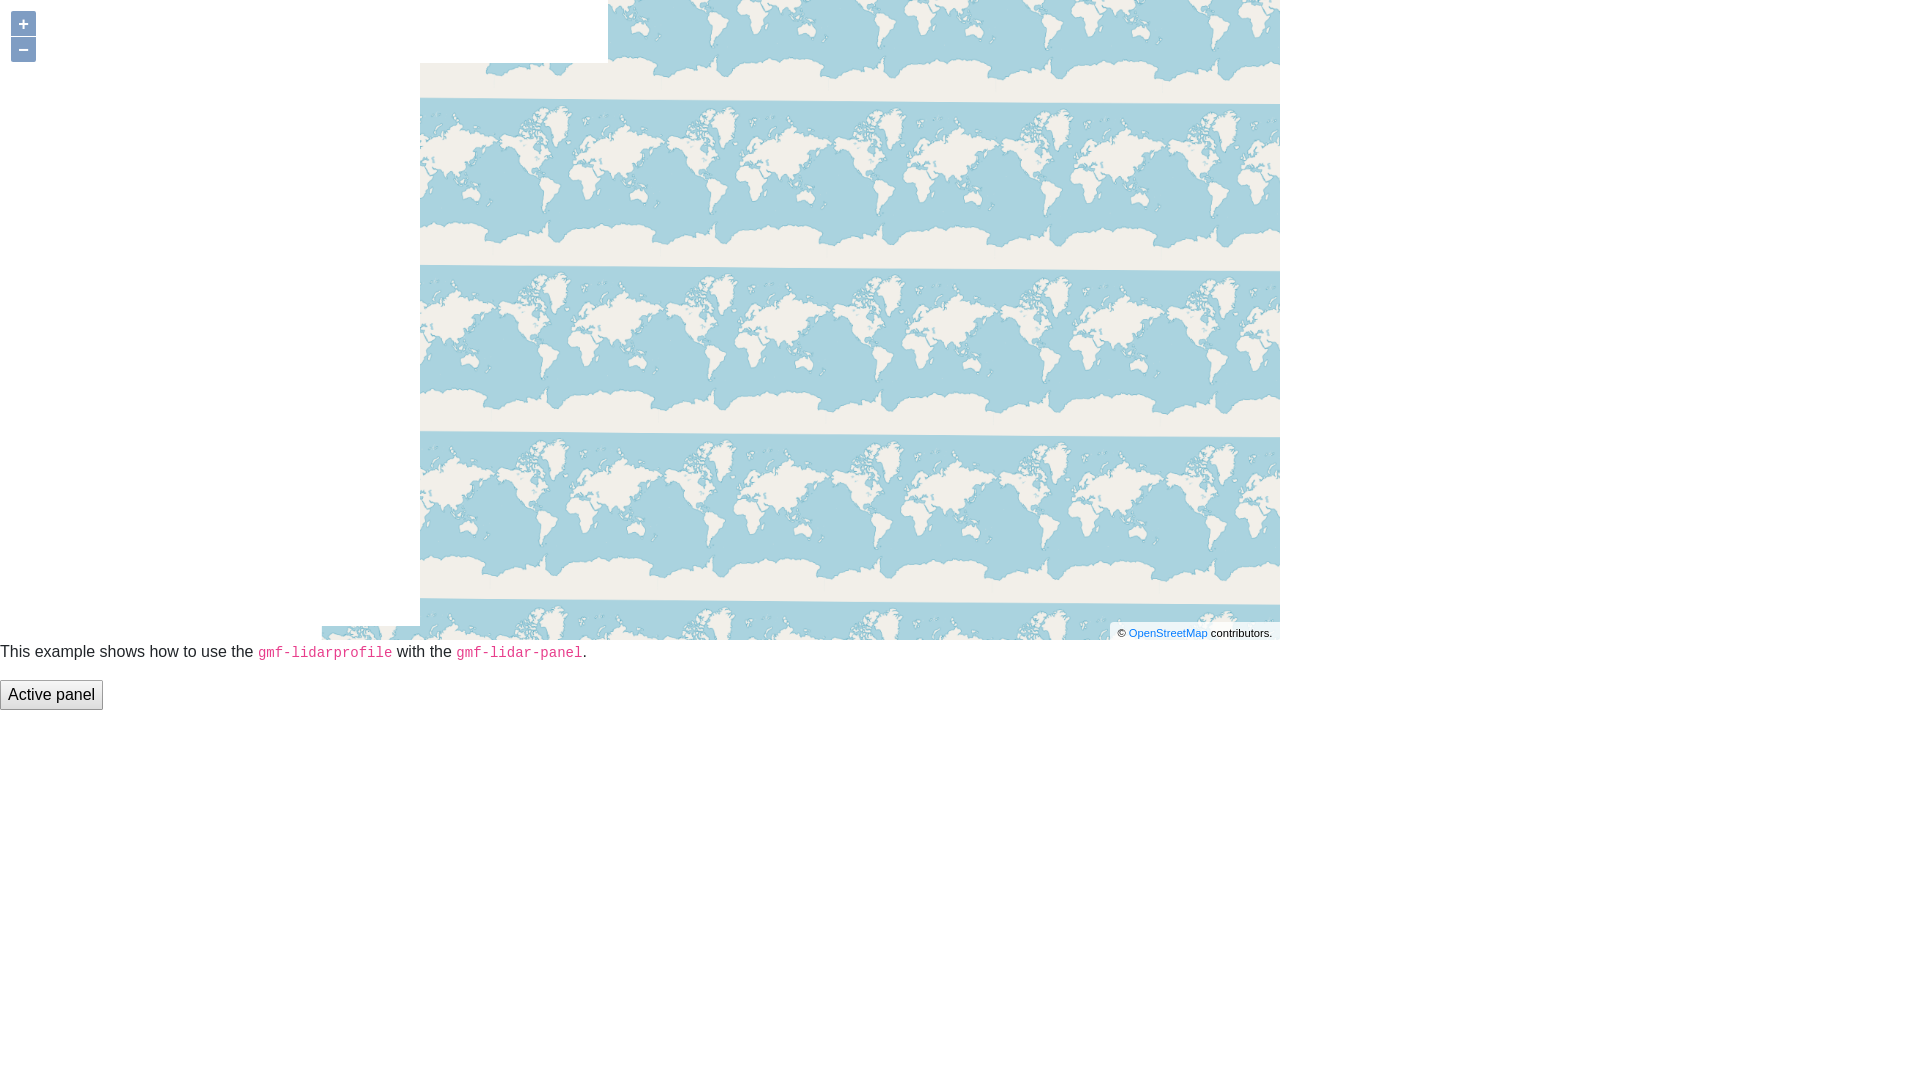 +
−
© OpenStreetMap contributors.
This example shows how to use the gmf-lidarprofile with the gmf-lidar-panel.
Active panel